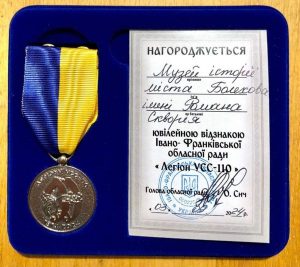 НАГОРОДЖУЄТЬСЯ
Музей історії
міста Болехова
імені Романа
Скворія
ювілейною відзнакою
Івано-Франківської
обласної ради
« Легіон УСС-110 »
Голова обласної ради О. Сич